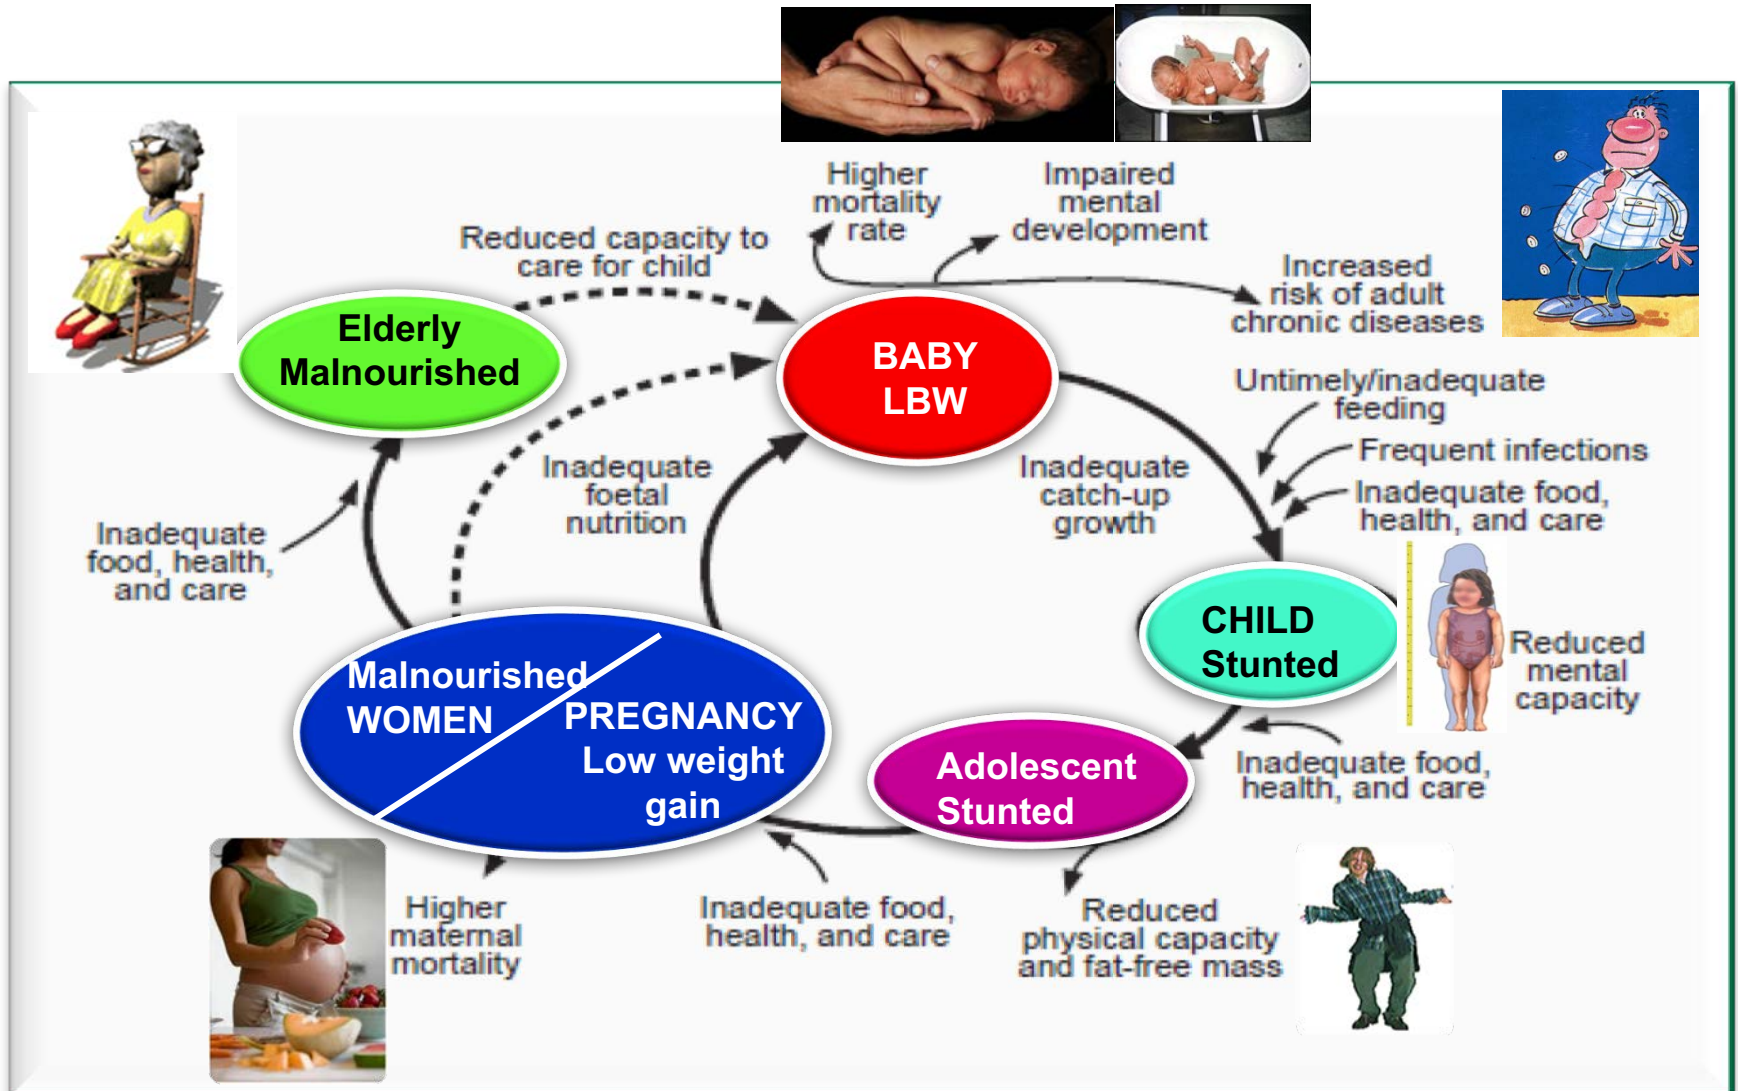 Higher
mortality
rate
Impaired
mental
development
Reduced capacity to
care for child
Increased
risk of adult
chronic diseases
Elderly
Malnourished
BABY
LBW
Untimely/inadequate
feeding
Frequent infections
Inadequate food,
health, and care
Inadequate
foetal
nutrition
Inadequate
catch-up
growth
Inadequate
food, health,
and care
CHILD
Stunted
Reduced
mental
capacity
Malnourished
WOMEN
PREGNANCY
Low weight
gain
Adolescent
Stunted
Inadequate food,
health, and care
Higher
maternal
mortality
Inadequate food,
health, and care
Reduced
physical capacity
and fat-free mass